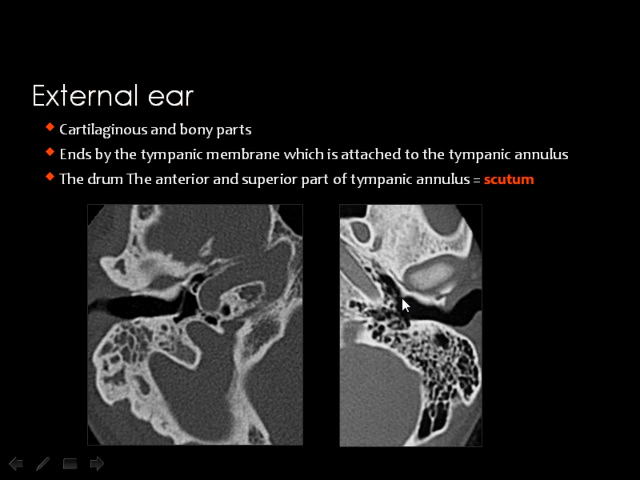 External ear
Cartilaginous and bony parts
Ends by the tympanic membrane which is attached to the tympanic annulus
The drum The anterior and superior part of tympanic annulus = scutum